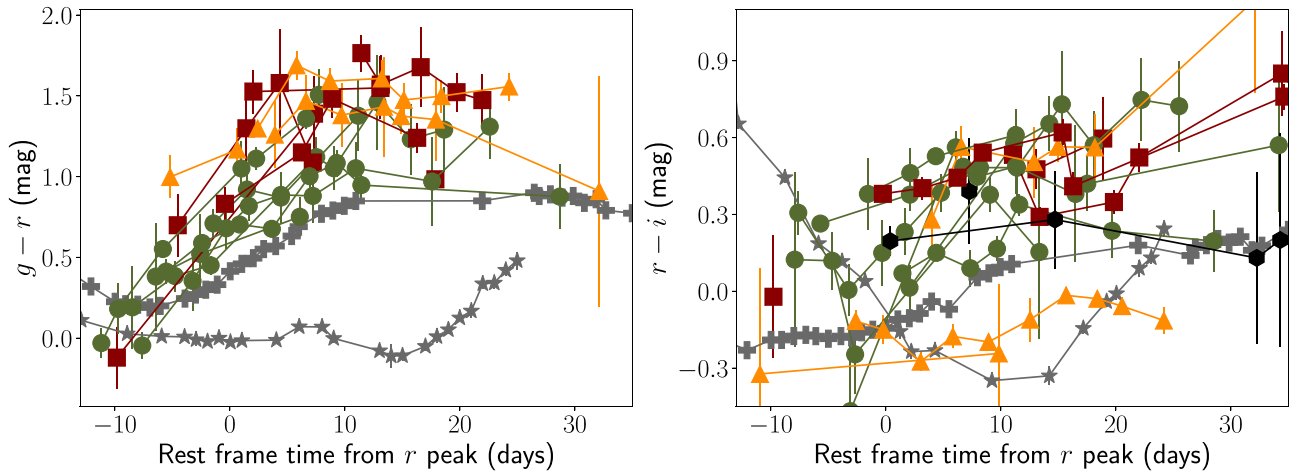 2.0
1.5
1.0
0.5
0.0
g − r (mag)
−10 0 10 20 30
Rest frame time from r peak (days)
0.9
0.6
0.3
0.0
−0.3
r − i (mag)
−10 0 10 20 30
Rest frame time from r peak (days)